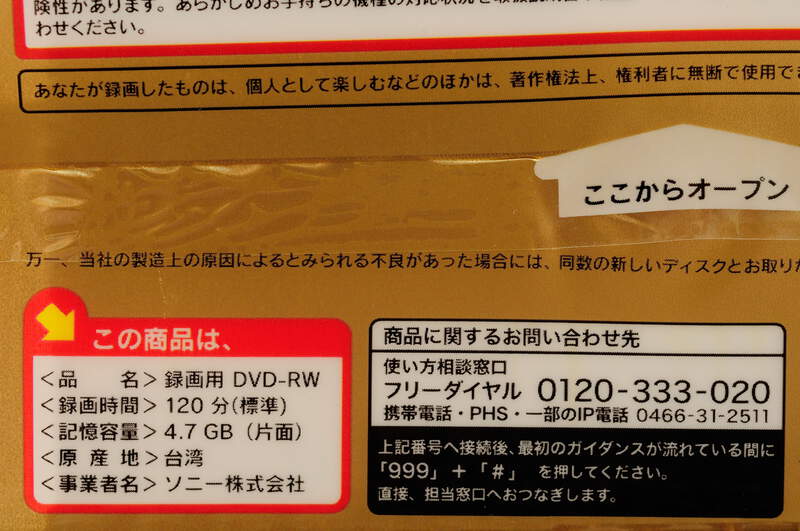 険性があります。あらかじめお手持ちの機種の対応状況を
わせください。
あなたが録画したものは、個人として楽しむなどのほかは、著作権法上、権利者に無断で使用でき
ここからオープン
万一、当社の製造上の原因によるとみられる不良があった場合には、同数の新しいディスクとお取りか
この商品は、
<品　　名> 録画用 DVD-RW
<録画時間> 120 分(標準)
<記憶容量> 4.7 GB（片面）
<原 産 地> 台湾
<事業者名> ソニー株式会社
商品に関するお問い合わせ先
使い方相談窓口
フリーダイヤル 0120-333-020
携帯電話・PHS・一部のIP電話 0466-31-2511
上記番号へ接続後、最初のガイダンスが流れている間に
「999」+「#」 を押してください。
直接、担当窓口へおつなぎします。